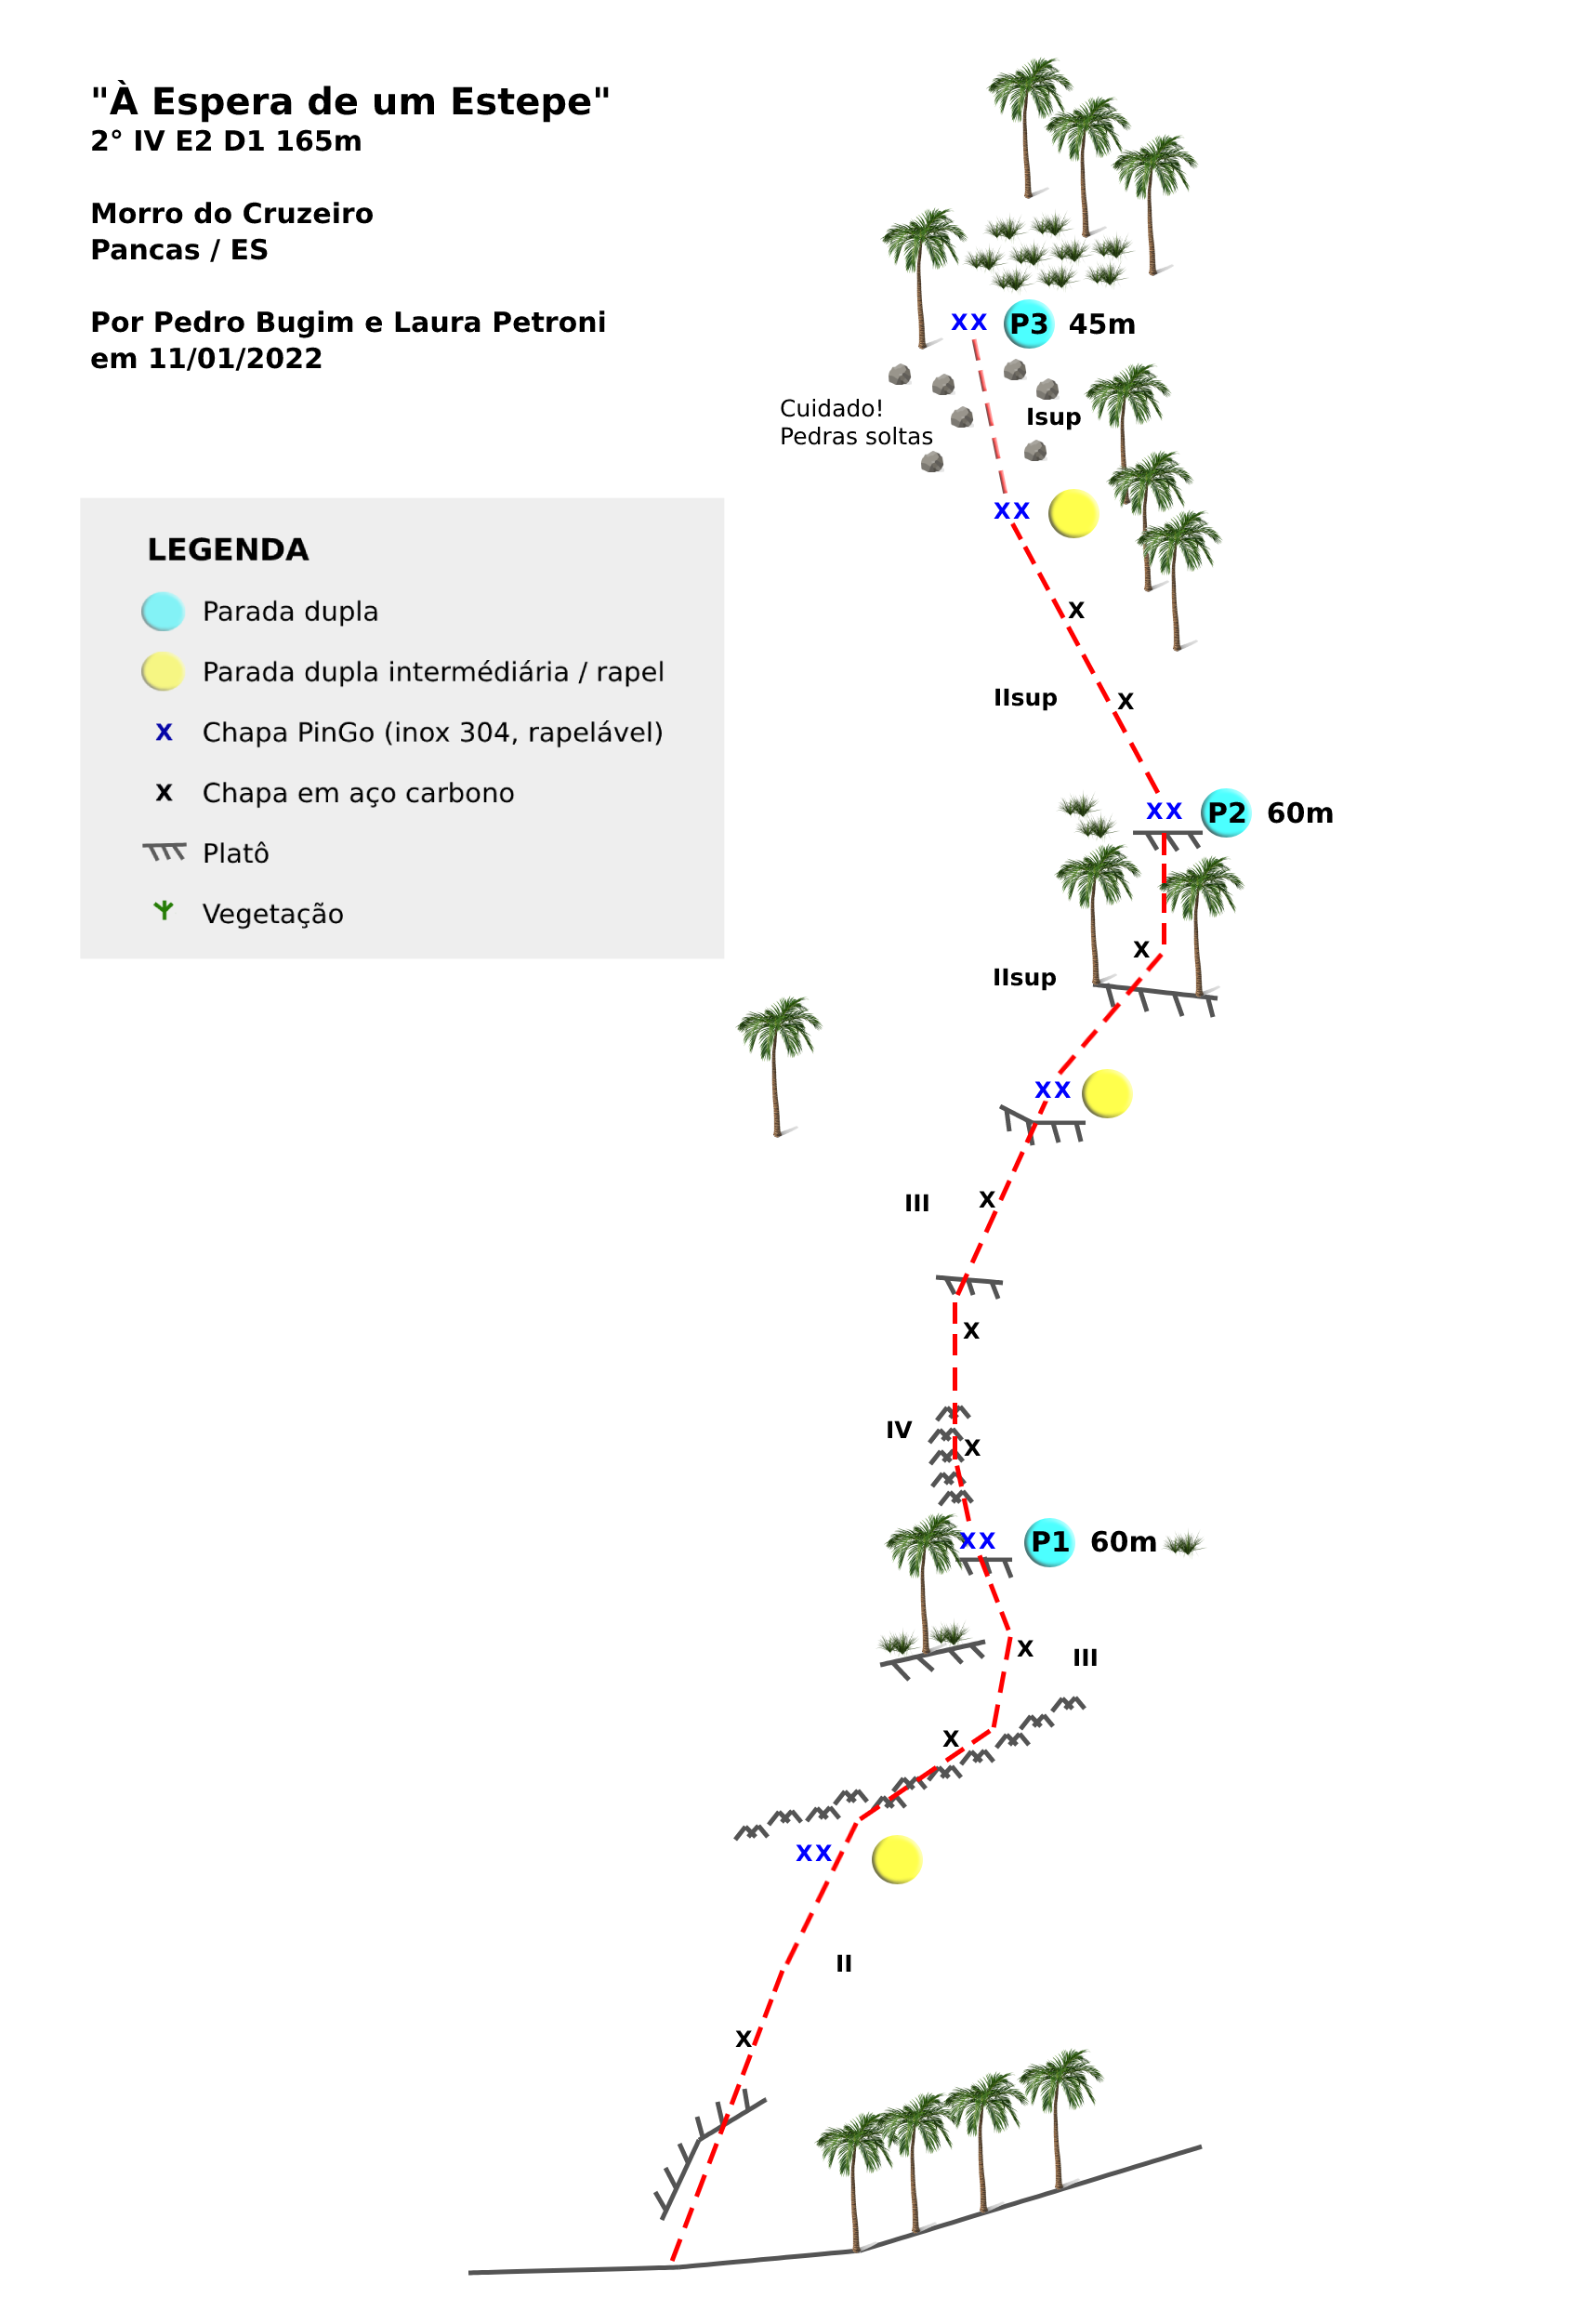 "À Espera de um Estepe"
2° IV E2 D1 165m
Morro do Cruzeiro
Pancas / ES
Por Pedro Bugim e Laura Petroni
em 11/01/2022
XX P3 45m
Cuidado!
Pedras soltas
Isup
XX
LEGENDA
Parada dupla
Parada dupla intermédiária / rapel
X Chapa PinGo (inox 304, rapelável)
X Chapa em aço carbono
Platô
Vegetação
X
IIsup
X
XX P2 60m
X
IIsup
XX
III
X
X
IV
X
XX P1 60m
X
III
X
XX
II
X